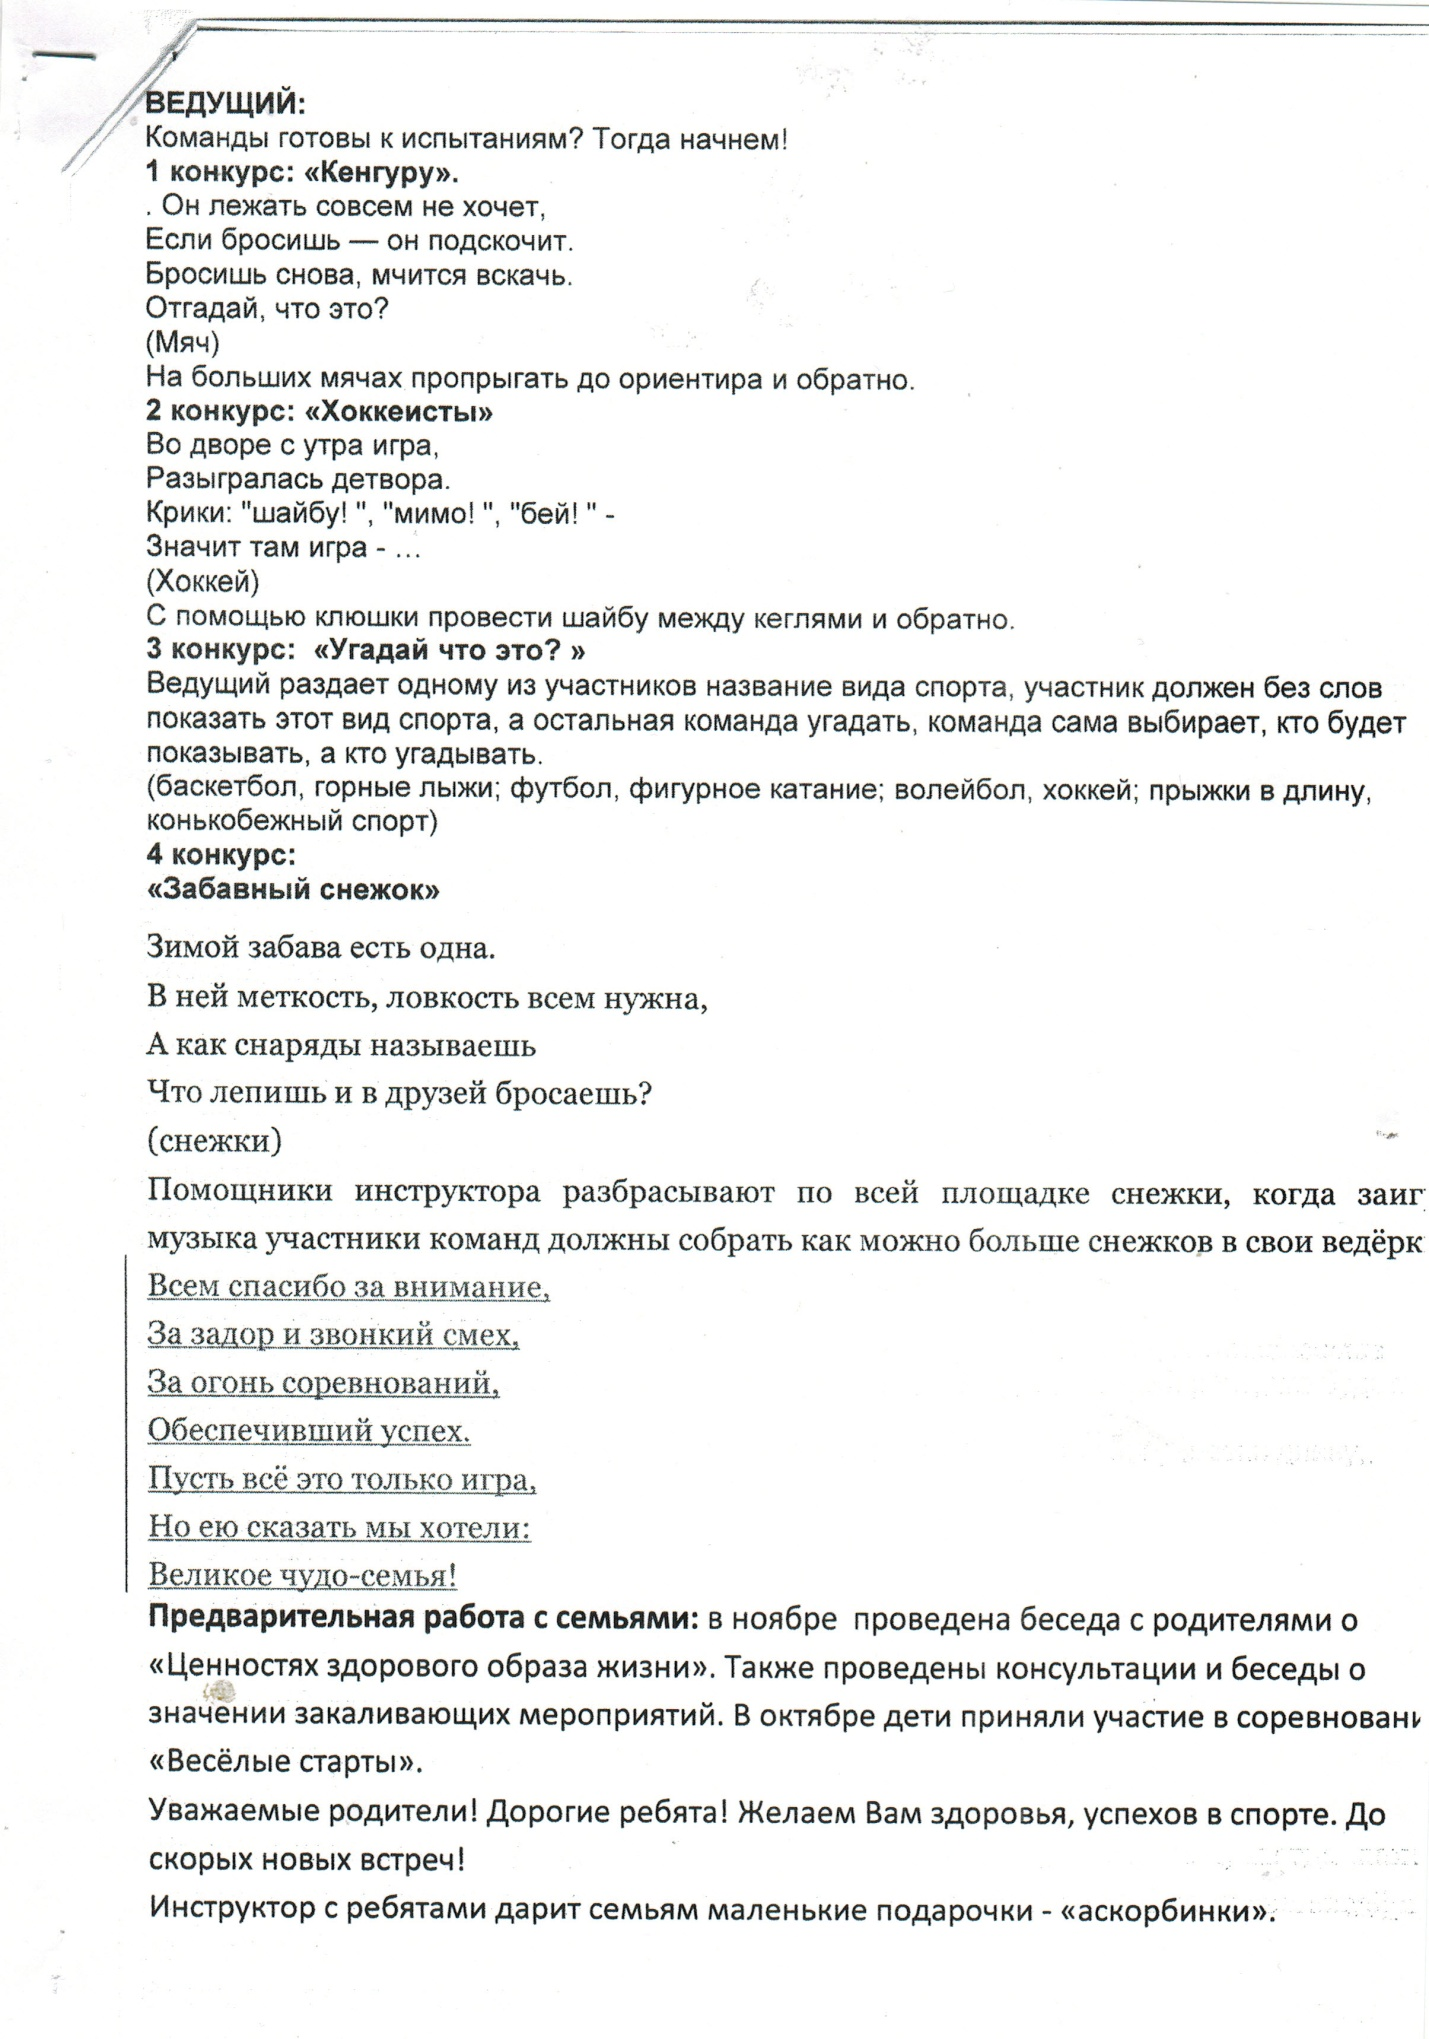 ВЕДУЩИЙ:
Команды готовы к испытаниям? Тогда начнем!
1 конкурс: «Кенгуру».
. Он лежать совсем не хочет,
Если бросишь — он подскочит.
Бросишь снова, мчится вскачь.
Отгадай, что это?
(Мяч)
На больших мячах пропрыгать до ориентира и обратно.
2 конкурс: «Хоккеисты»
Во дворе с утра игра,
Разыгралась детвора.
Крики: "шайбу! ", "мимо! ", "бей! " -
Значит там игра - ...
(Хоккей)
С помощью клюшки провести шайбу между кеглями и обратно.
3 конкурс:  «Угадай что это? »
Ведущий раздает одному из участников название вида спорта, участник должен без слов
показать этот вид спорта, а остальная команда угадать, команда сама выбирает, кто будет
показывать, а кто угадывать.
(баскетбол, горные лыжи; футбол, фигурное катание; волейбол, хоккей; прыжки в длину,
конькобежный спорт)
4 конкурс:
«Забавный снежок»
Зимой забава есть одна.
В ней меткость, ловкость всем нужна,
А как снаряды называешь
Что лепишь и в друзей бросаешь?
(снежки)
Помощники инструктора разбрасывают по всей площадке снежки, когда заиг
музыка участники команд должны собрать как можно больше снежков в свои ведёрк
Всем спасибо за внимание,
За задор и звонкий смех,
За огонь соревнований,
Обеспечивший успех.
Пусть всё это только игра,
Но ею сказать мы хотели:
Великое чудо-семья!
Предварительная работа с семьями: в ноябре  проведена беседа с родителями о
«Ценностях здорового образа жизни». Также проведены консультации и беседы о
значении закаливающих мероприятий. В октябре дети приняли участие в соревновани
«Весёлые старты».
Уважаемые родители! Дорогие ребята! Желаем Вам здоровья, успехов в спорте. До
скорых новых встреч!
Инструктор с ребятами дарит семьям маленькие подарочки - «аскорбинки».